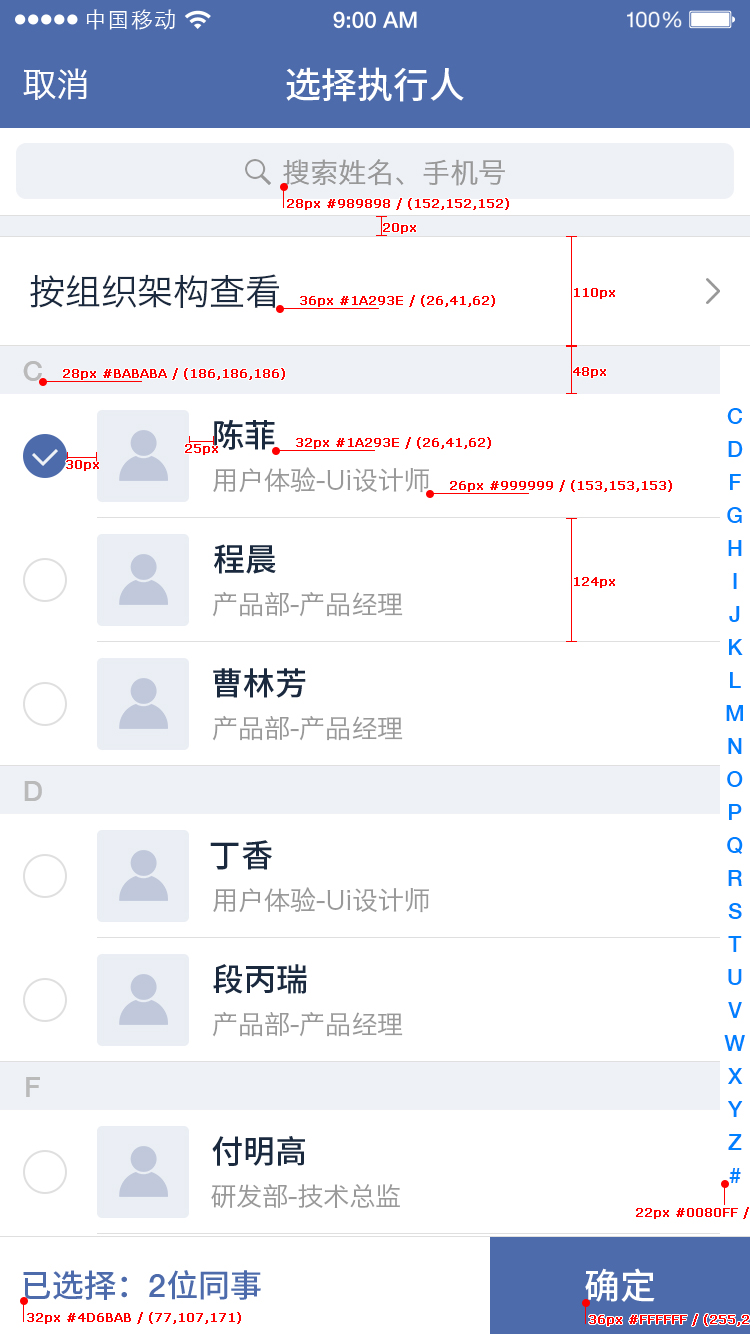 中国移动 9:00 AM 100%
取消 选择执行人
搜索姓名、手机号
28px #989898 / (152,152,152)
20px
按组织架构查看
36px #1A293E / (26,41,62)
110px
C
28px #BABABA / (186,186,186)
48px
陈菲
25px
32px #1A293E / (26,41,62)
30px
用户体验-Ui设计师
26px #999999 / (153,153,153)
程晨
124px
产品部-产品经理
曹林芳
产品部-产品经理
D
丁香
用户体验-Ui设计师
段丙瑞
产品部-产品经理
F
付明高
研发部-技术总监
C
D
F
G
H
I
J
K
L
M
N
O
P
Q
R
S
T
U
V
W
X
Y
Z
#
22px #0080FF /
已选择：2位同事
32px #4D6BAB / (77,107,171)
确定
36px #FFFFFF / (255,2